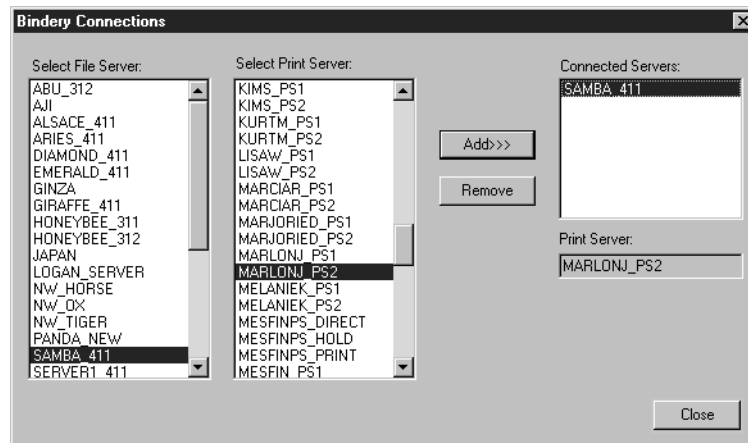 Bindery Connections
Select File Server:
ABU_312
AJI
ALSACE_411
ARIES_411
DIAMOND_411
EMERALD_411
GINZA
GIRAFFE_411
HONEYBEE_311
HONEYBEE_312
JAPAN
LOGAN_SERVER
NW_HORSE
NW_OX
NW_TIGER
PANDA_NEW
SAMBA_411
SERVER1_411
Select Print Server:
KIMS_PS1
KIMS_PS2
KURTM_PS1
KURTM_PS2
LISAW_PS1
LISAW_PS2
MARCIAR_PS1
MARCIAR_PS2
MARJORIED_PS1
MARJORIED_PS2
MARLONJ_PS1
MARLONJ_PS2
MELANIEK_PS1
MELANIEK_PS2
MESFINPS_DIRECT
MESFINPS_HOLD
MESFINPS_PRINT
MESFIN_PS1
Add>>>
Remove
Connected Servers:
SAMBA_411
Print Server:
MARLONJ_PS2
Close